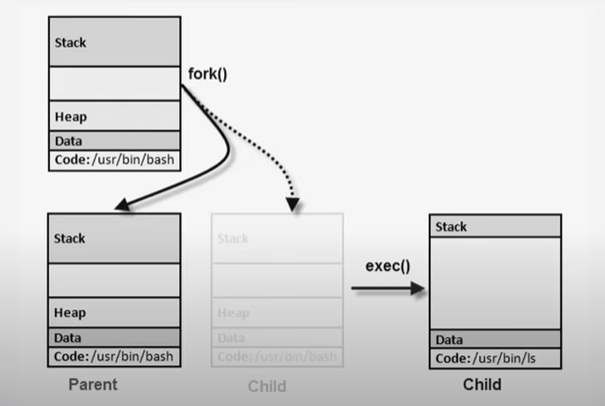 Stack
fork()
Heap
Data
Code:/usr/bin/bash
Stack
Heap
Data
Code:/usr/bin/bash
Parent
Stack
Heap
Data
Code:/usr/bin/bash
Child
exec()
Stack
Data
Code:/usr/bin/ls
Child